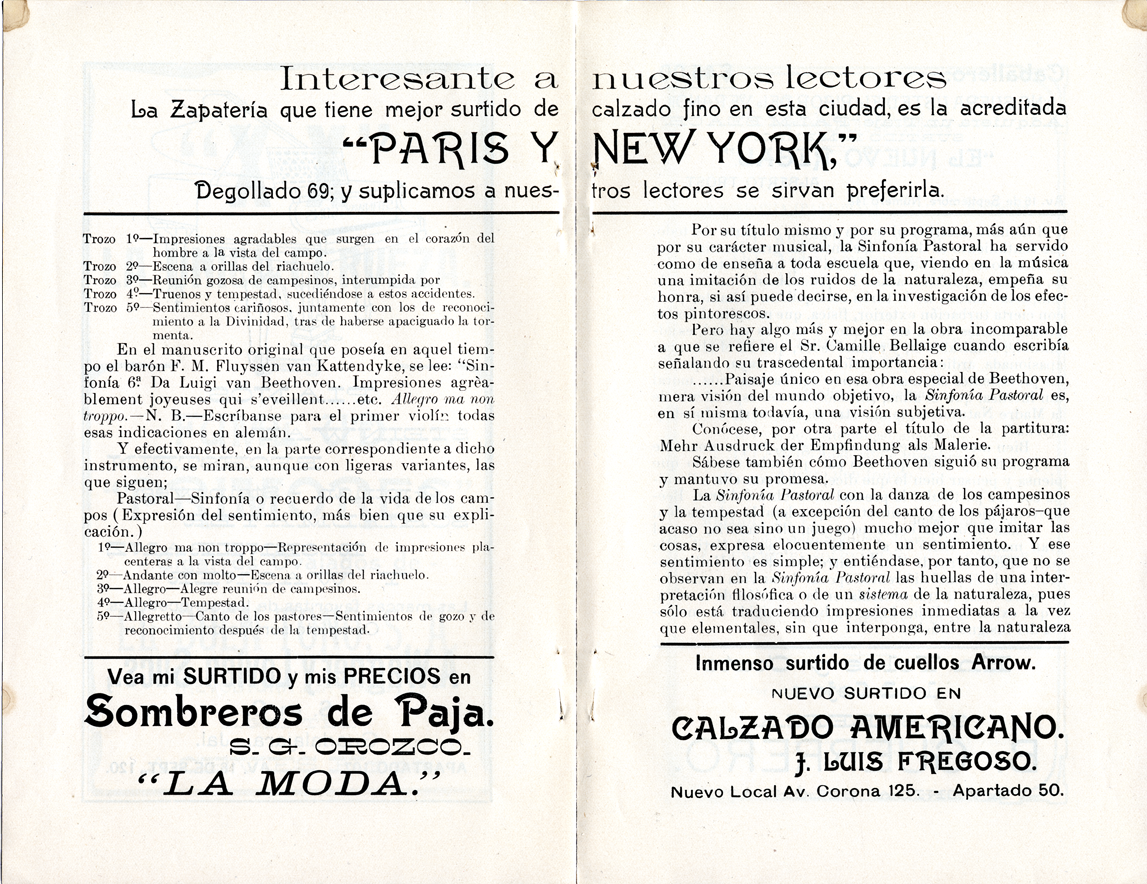 Interesante a nuestros lectores
La Zapatería que tiene mejor surtido de calzado fino en esta ciudad, es la acreditada
“PARIS Y NEW YORK,”
Degollado 69; y suplicamos a nues- tros lectores se sirvan preferirla.
Trozo 1º—Impresiones agradables que surgen en el corazón del
hombre a la vista del campo.
Trozo 2º—Escena a orillas del riachuelo.
Trozo 3º—Reunión gozosa de campesinos, interumpida por
Trozo 4º—Truenos y tempestad, sucediéndose a estos accidentes.
Trozo 5º—Sentimientos cariñosos, juntamente con los de reconoci-
miento a la Divinidad, tras de haberse apaciguado la tor-
menta.
En el manuscrito original que poseía en aquel tiem-
po el barón F. M. Fluyssen van Kattendyke, se lee: “Sin-
fonía 6ª Da Luigi van Beethoven. Impresiones agrèa-
blement joyeuses qui s'eveillent......etc. Allegro ma non
troppo.—N. B.—Escríbanse para el primer violín todas
esas indicaciones en alemán.
Y efectivamente, en la parte correspondiente a dicho
instrumento, se miran, aunque con ligeras variantes, las
que siguen;
Pastoral—Sinfonía o recuerdo de la vida de los cam-
pos (Expresión del sentimiento, más bien que su expli-
cación.)
1º—Allegro ma non troppo—Representación de impresiones pla-
centeras a la vista del campo.
2º—Andante con molto—Escena a orillas del riachuelo.
3º—Allegro—Alegre reunión de campesinos.
4º—Allegro—Tempestad.
5º—Allegretto—Canto de los pastores—Sentimientos de gozo y de
reconocimiento después de la tempestad.
Vea mi SURTIDO y mis PRECIOS en
Sombreros de Paja.
S. G. OROZCO.
“LA MODA.”
Por su título mismo y por su programa, más aún que
por su carácter musical, la Sinfonía Pastoral ha servido
como de enseña a toda escuela que, viendo en la música
una imitación de los ruidos de la naturaleza, empeña su
honra, si así puede decirse, en la investigación de los efec-
tos pintorescos.
Pero hay algo más y mejor en la obra incomparable
a que se refiere el Sr. Camille Bellaige cuando escribía
señalando su trascedental importancia:
......Paisaje único en esa obra especial de Beethoven,
mera visión del mundo objetivo, la Sinfonía Pastoral es,
en sí misma todavía, una visión subjetiva.
Conócese, por otra parte el título de la partitura:
Mehr Ausdruck der Empfindung als Malerie.
Sábese también cómo Beethoven siguió su programa
y mantuvo su promesa.
La Sinfonía Pastoral con la danza de los campesinos
y la tempestad (a excepción del canto de los pójaros—que
acaso no sea sino un juego) mucho mejor que imitar las
cosas, expresa elocuentemente un sentimiento. Y ese
sentimiento es simple; y entiéndase, por tanto, que no se
observan en la Sinfonía Pastoral las huellas de una inter-
pretación filosófica o de un sistema de la naturaleza, pues
sólo está traduciendo impresiones inmediatas a la vez
que elementales, sin que interponga, entre la naturaleza
Inmenso surtido de cuellos Arrow.
NUEVO SURTIDO EN
CALZADO AMERICANO.
J. LUIS FREGOSO.
Nuevo Local Av. Corona 125. - Apartado 50.